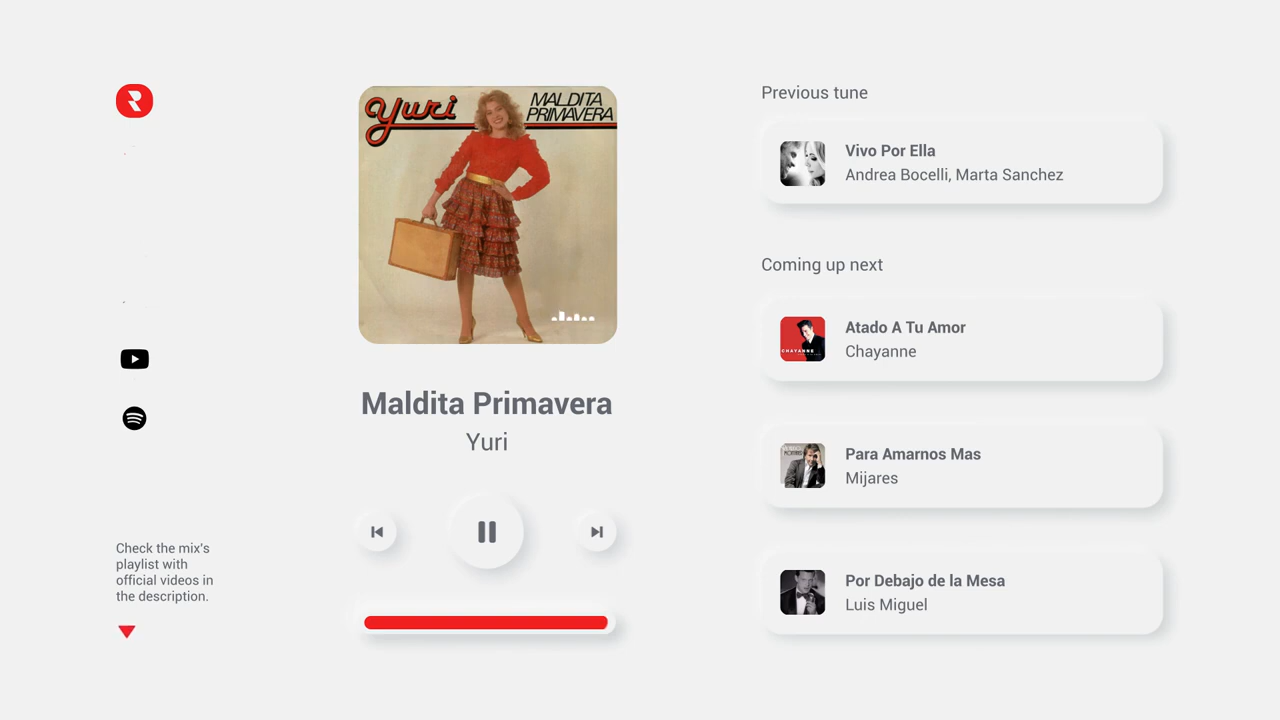 Yuri
MALDITA
PRIMAVERA
Maldita Primavera
Yuri
Check the mix's
playlist with
official videos in
the description.
Previous tune
Vivo Por Ella
Andrea Bocelli, Marta Sanchez
Coming up next
Atado A Tu Amor
Chayanne
CHAYANNE
Para Amarnos Mas
Mijares
Por Debajo de la Mesa
Luis Miguel